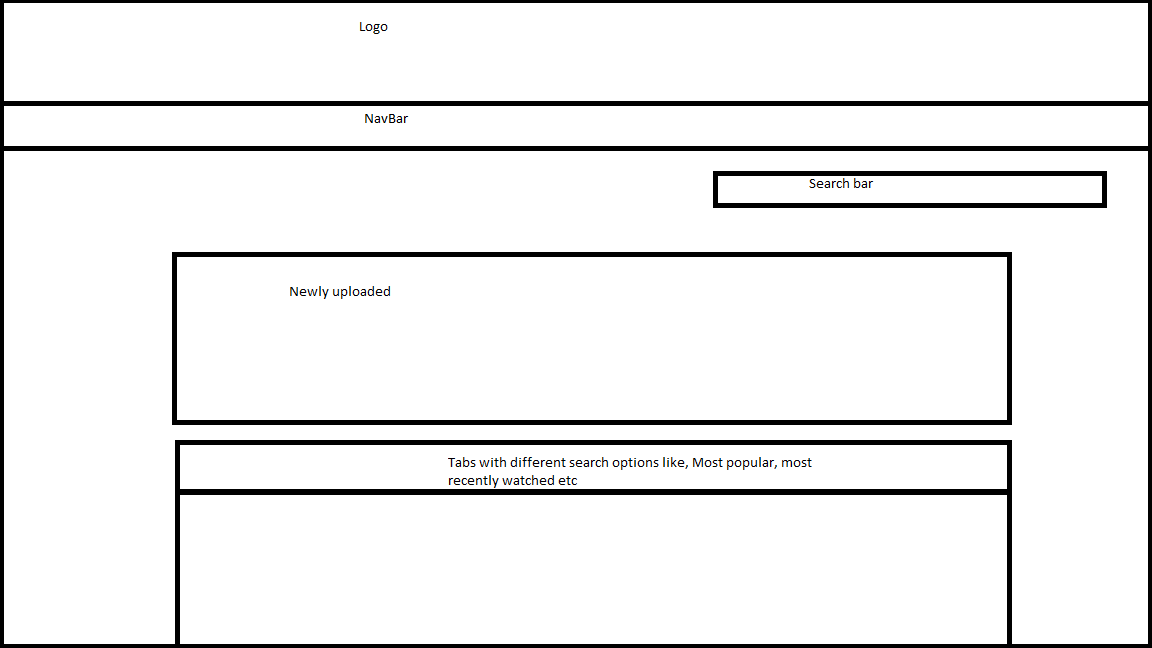 Logo
NavBar
Search bar
Newly uploaded
Tabs with different search options like, Most popular, most
recently watched etc